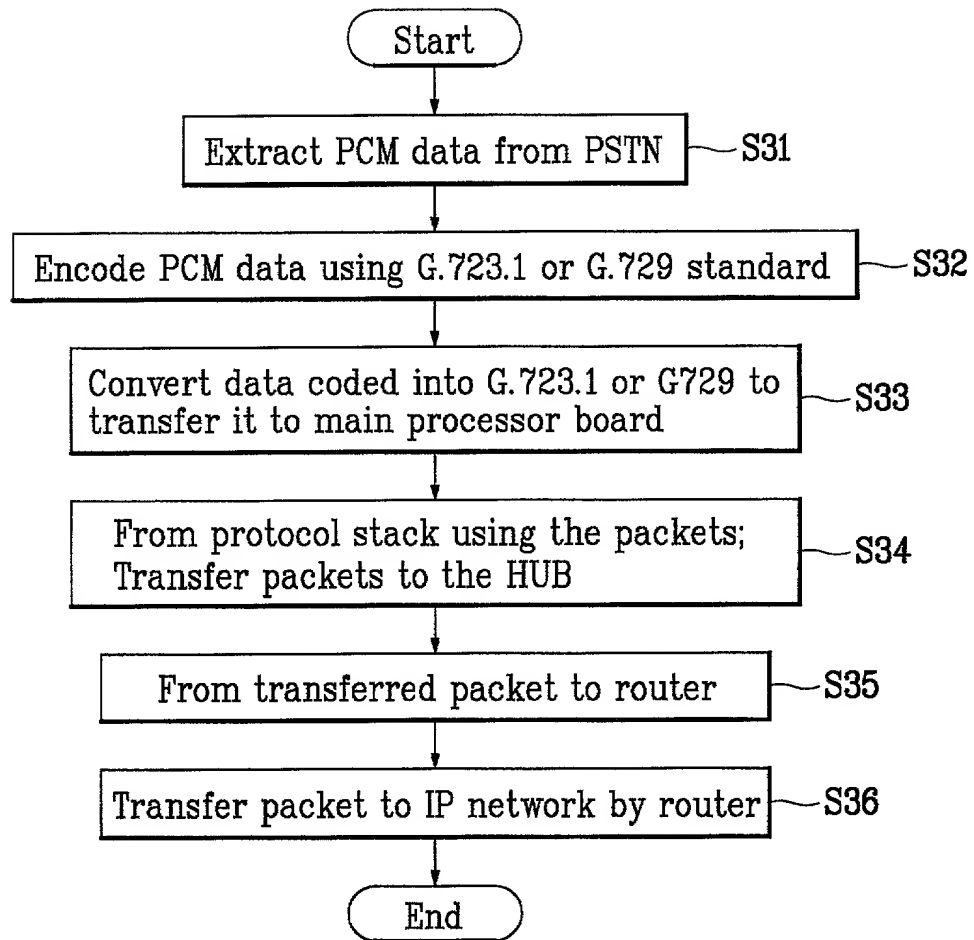 Start
Extract PCM data from PSTN
S31
Encode PCM data using G.723.1 or G.729 standard
S32
Convert data coded into G.723.1 or G729 to
transfer it to main processor board
S33
From protocol stack using the packets;
Transfer packets to the HUB
S34
From transferred packet to router
S35
Transfer packet to IP network by router
S36
End